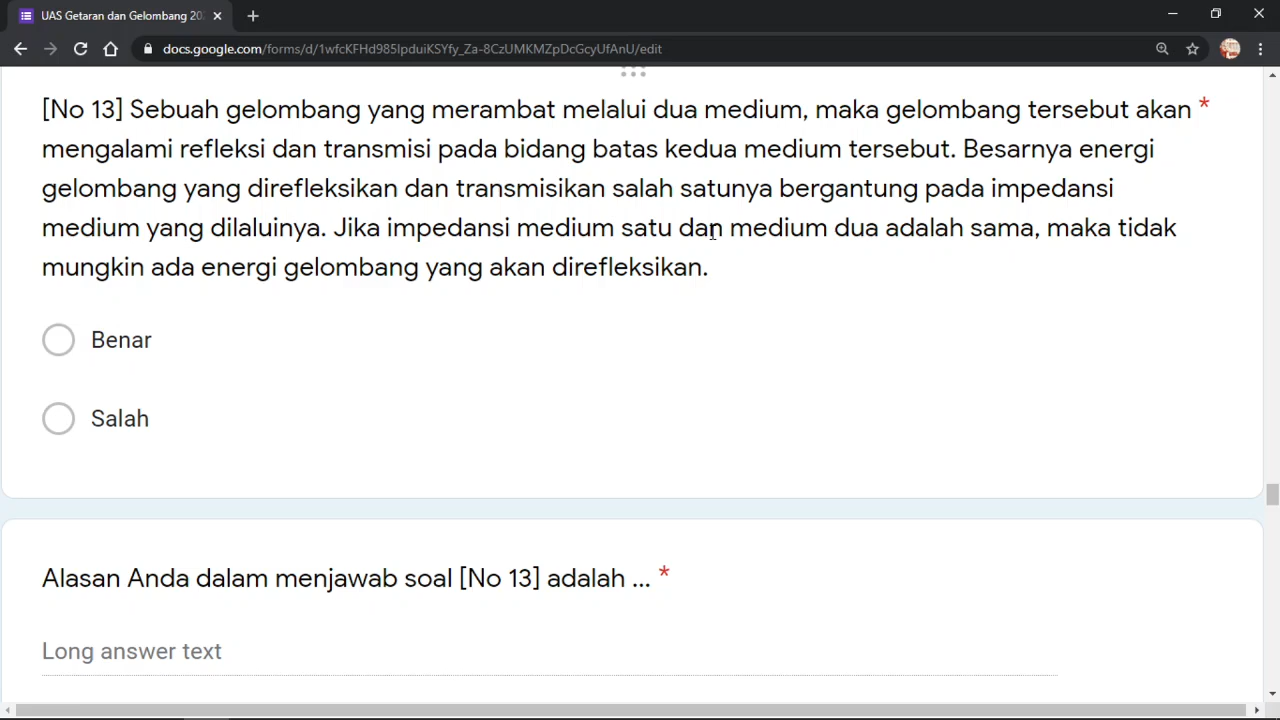 UAS Getaran dan Gelombang 20
docs.google.com/forms/d/1wfcKFHd985lpduiKSYfy_Za-8CzUMKMZpDcGcyUfAnU/edit
[No 13] Sebuah gelombang yang merambat melalui dua medium, maka gelombang tersebut akan *
mengalami refleksi dan transmisi pada bidang batas kedua medium tersebut. Besarnya energi
gelombang yang direfleksikan dan transmisikan salah satunya bergantung pada impedansi
medium yang dilaluinya. Jika impedansi medium satu dan medium dua adalah sama, maka tidak
mungkin ada energi gelombang yang akan direfleksikan.
Benar
Salah
Alasan Anda dalam menjawab soal [No 13] adalah ... *
Long answer text